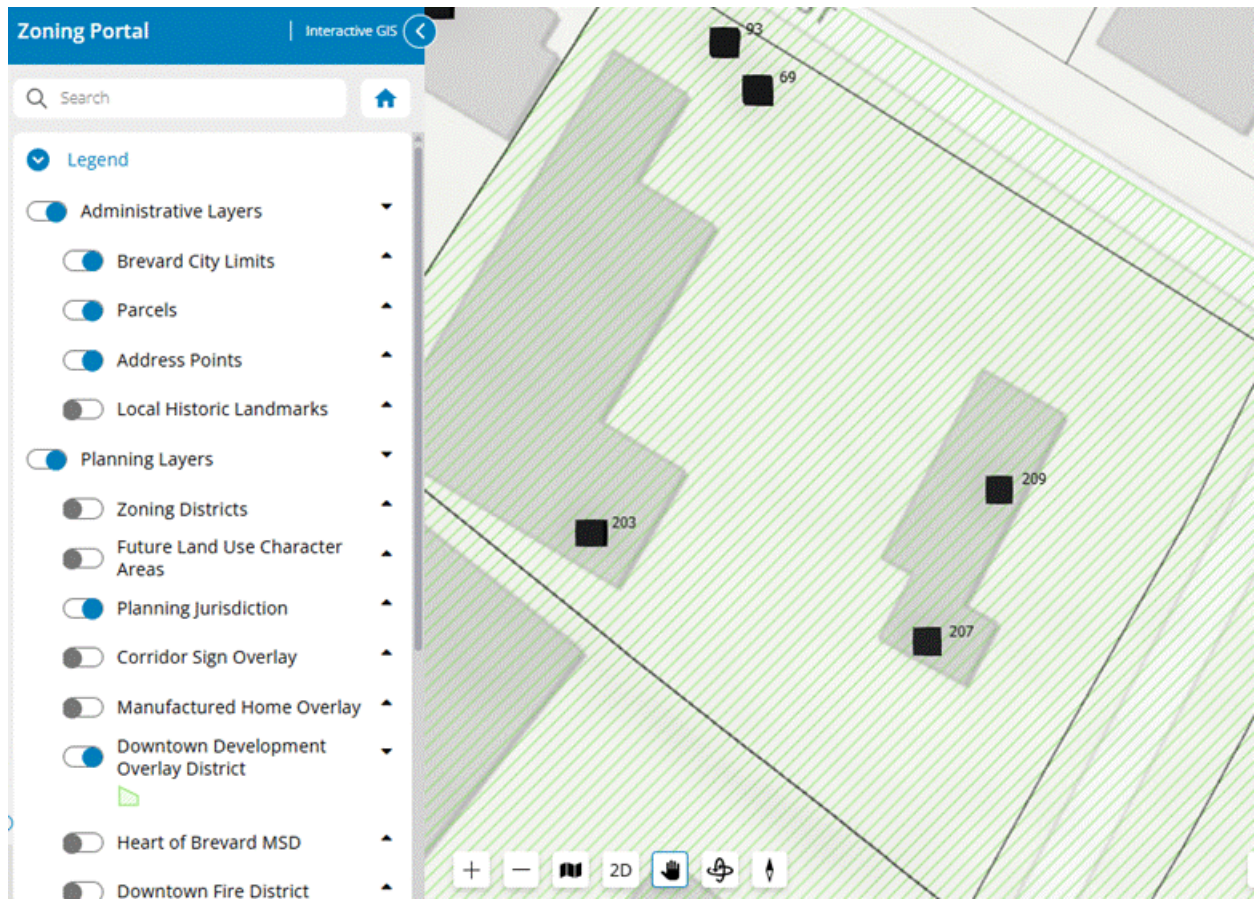 Zoning Portal
Interactive GIS
Search
Legend
Administrative Layers
Brevard City Limits
Parcels
Address Points
Local Historic Landmarks
Planning Layers
Zoning Districts
Future Land Use Character
Areas
Planning Jurisdiction
Corridor Sign Overlay
Manufactured Home Overlay
Downtown Development
Overlay District
Heart of Brevard MSD
Downtown Fire District
93
69
209
203
207
2D